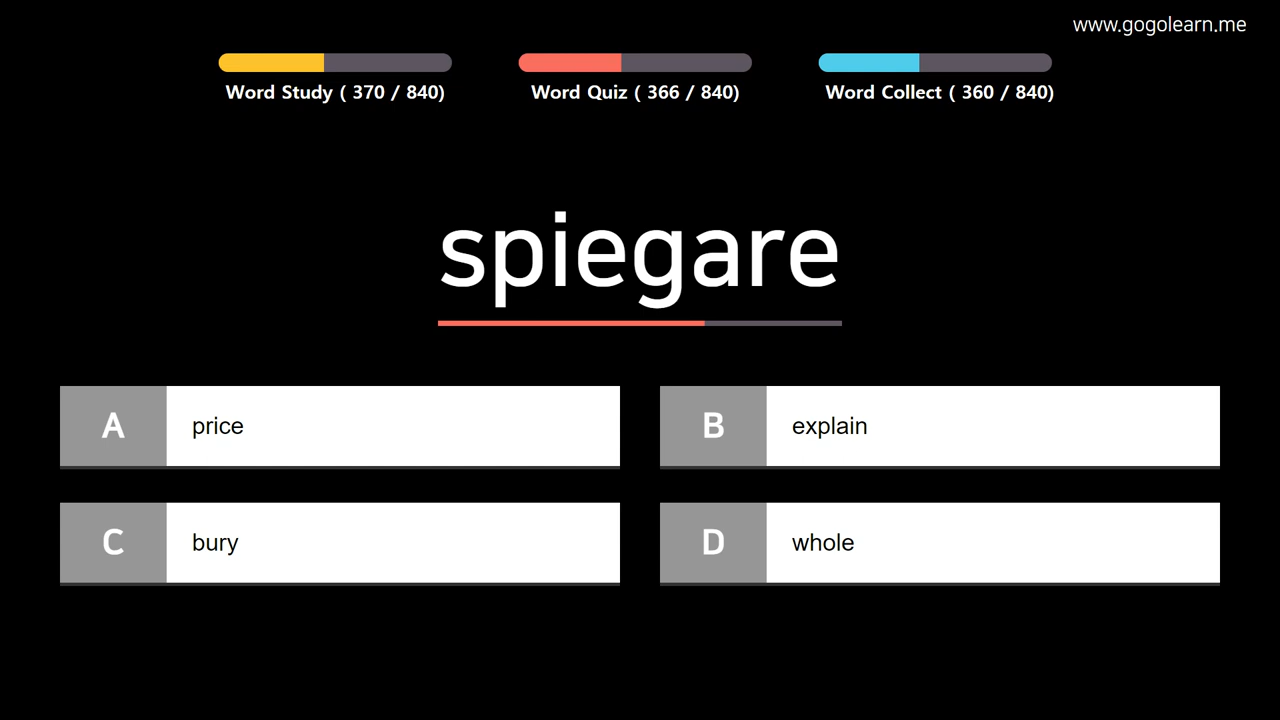 www.gogolearn.me
Word Study ( 370 / 840)
Word Quiz ( 366 / 840)
Word Collect ( 360 / 840)
spiegare
A price
B explain
C bury
D whole